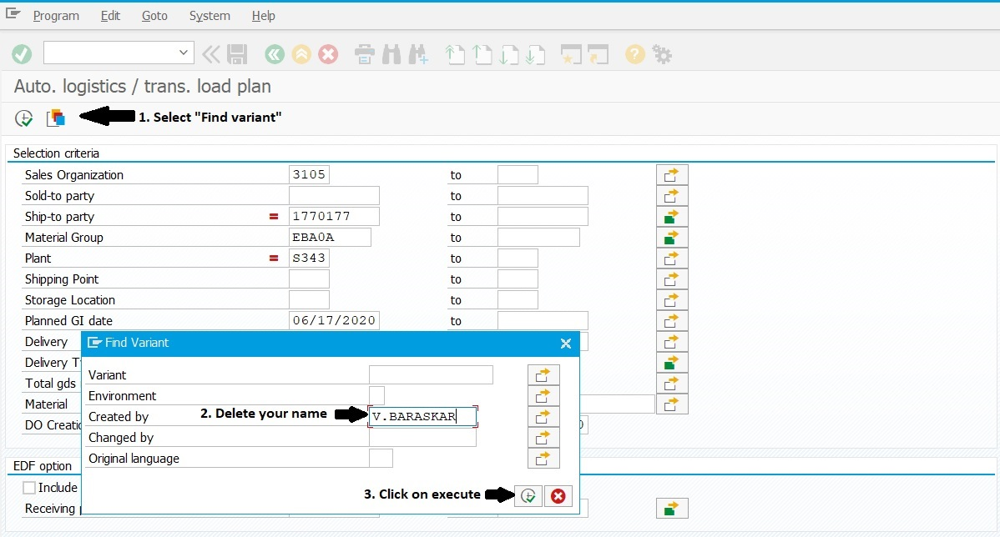 Program Edit Goto System Help
Auto. logistics / trans. load plan
1. Select "Find variant"
Selection criteria
Sales Organization 3105 to
Sold-to party to
Ship-to party = 1770177 to
Material Group EBA0A to
Plant = S343 to
Shipping Point to
Storage Location to
Planned GI date 06/17/2020 to
Delivery
Find Variant
Delivery T
Variant
Total gds
Environment
Material
Created by 2. Delete your name V.BARASKAR
DO Creatio
Changed by
Original language
EDF option
Include
3. Click on execute
Receiving